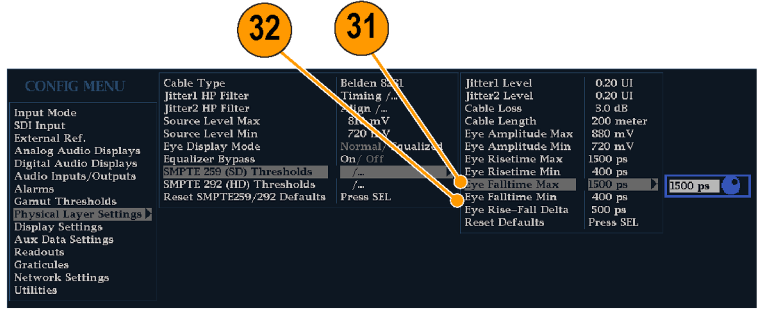 32
31
CONFIG MENU
Input Mode
SDI Input
External Ref.
Analog Audio Displays
Digital Audio Displays
Audio Inputs/Outputs
Alarms
Gamut Thresholds
Physical Layer Settings
Display Settings
Aux Data Settings
Readouts
Graticules
Network Settings
Utilities
Cable Type Belden 8281
Jitter1 HP Filter Timing /...
Jitter2 HP Filter Align /...
Source Level Max mV
Source Level Min 720 mV
Eye Display Mode Normal/ Equalized
Equalizer Bypass On/ Off
SMPTE 259 (SD) Thresholds /...
SMPTE 292 (HD) Thresholds /...
Reset SMPTE259/292 Defaults Press SEL
Jitter1 Level 0.20 UI
Jitter2 Level 0.20 UI
Cable Loss 3.0 dB
Cable Length 200 meter
Eye Amplitude Max 880 mV
Eye Amplitude Min 720 mV
Eye Risetime Max 1500 ps
Eye Risetime Min 400 ps
Eye Falltime Max 1500 ps
Eye Falltime Min 400 ps
Eye Rise-Fall Delta 500 ps
Reset Defaults Press SEL
1500 ps